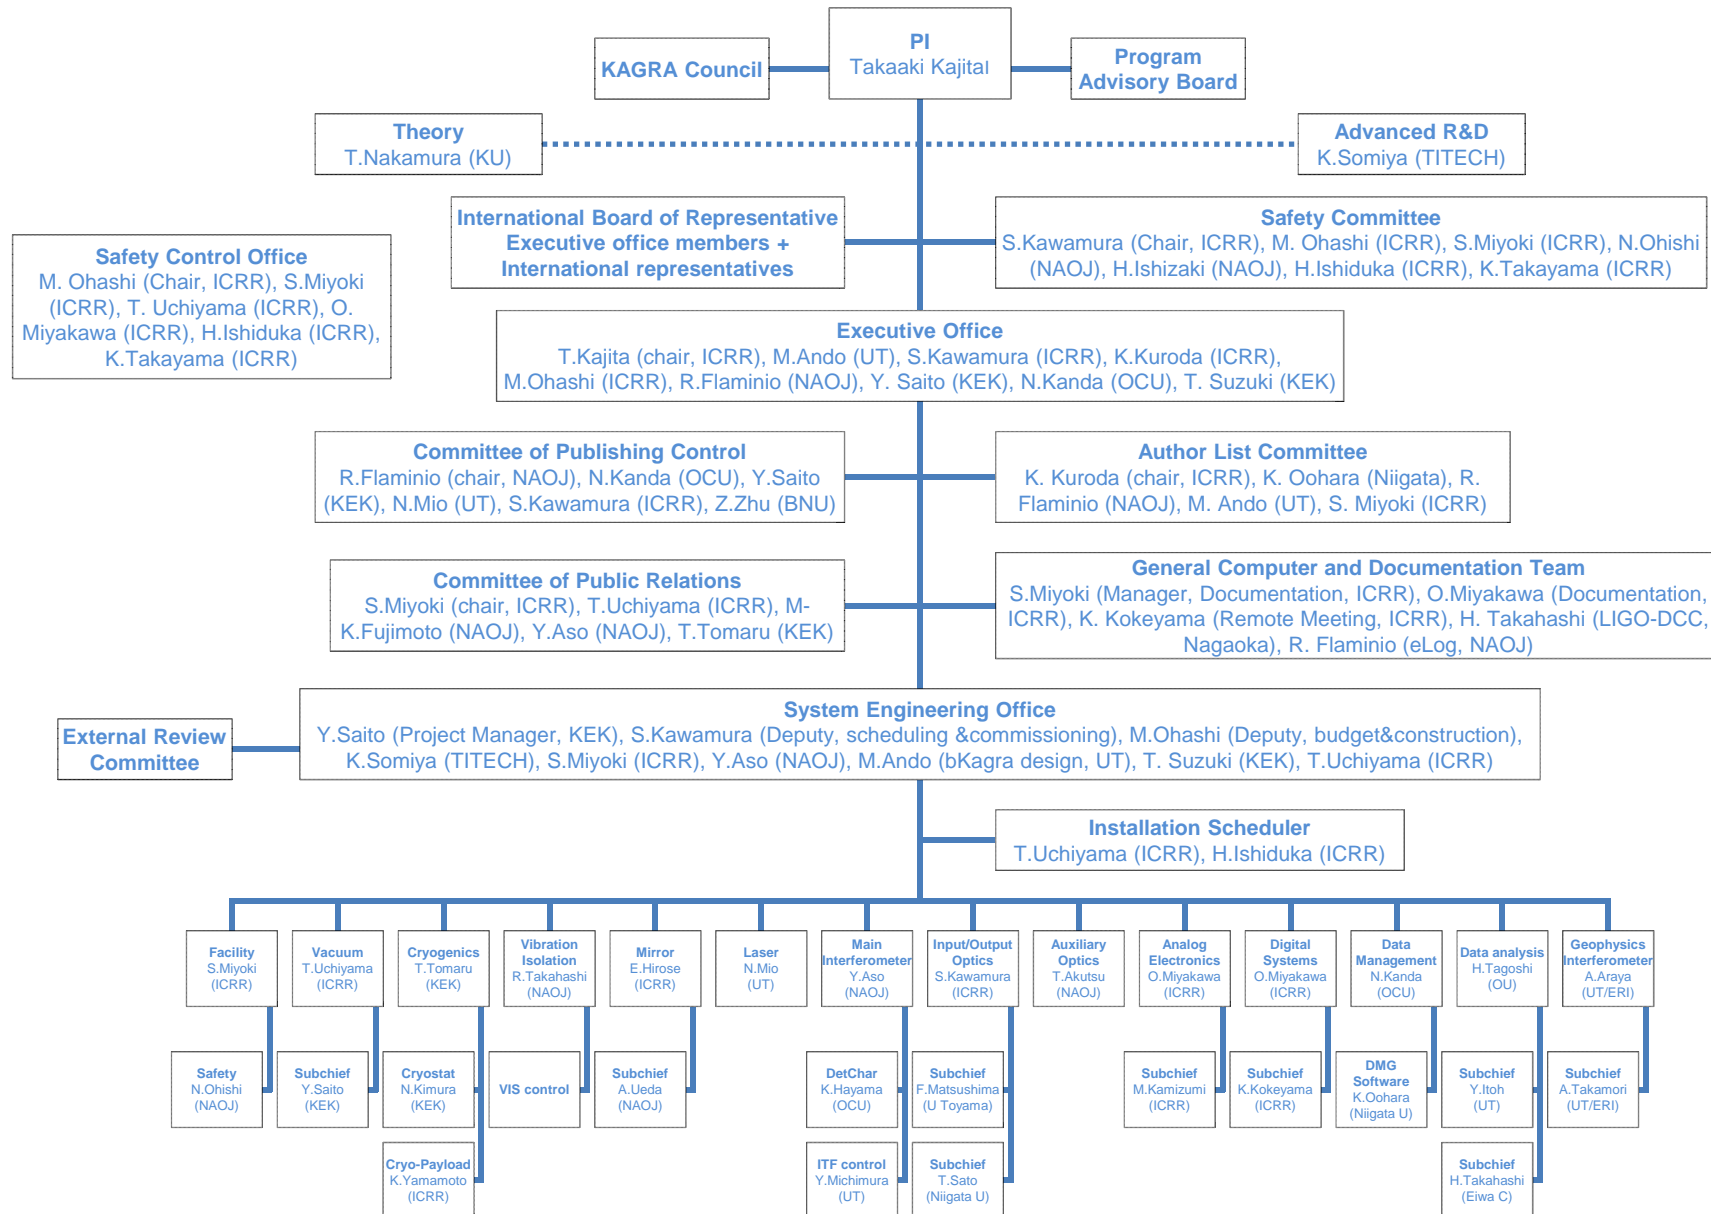 PI
Takaaki Kajital
KAGRA Council
Program
Advisory Board
Theory
T.Nakamura (KU)
Advanced R&D
K.Somiya (TITECH)
International Board of Representative
Executive office members +
International representatives
Safety Committee
S.Kawamura (Chair, ICRR), M. Ohashi (ICRR), S.Miyoki (ICRR), N.Ohishi
(NAOJ), H.Ishizaki (NAOJ), H.Ishiduka (ICRR), K.Takayama (ICRR)
Safety Control Office
M. Ohashi (Chair, ICRR), S.Miyoki
(ICRR), T. Uchiyama (ICRR), O.
Miyakawa (ICRR), H.Ishiduka (ICRR),
K.Takayama (ICRR)
Executive Office
T.Kajita (chair, ICRR), M.Ando (UT), S.Kawamura (ICRR), K.Kuroda (ICRR),
M.Ohashi (ICRR), R.Flaminio (NAOJ), Y. Saito (KEK), N.Kanda (OCU), T. Suzuki (KEK)
Committee of Publishing Control
R.Flaminio (chair, NAOJ), N.Kanda (OCU), Y.Saito
(KEK), N.Mio (UT), S.Kawamura (ICRR), Z.Zhu (BNU)
Author List Committee
K. Kuroda (chair, ICRR), K. Oohara (Niigata), R.
Flaminio (NAOJ), M. Ando (UT), S. Miyoki (ICRR)
Committee of Public Relations
S.Miyoki (chair, ICRR), T.Uchiyama (ICRR), M-
K.Fujimoto (NAOJ), Y.Aso (NAOJ), T.Tomaru (KEK)
General Computer and Documentation Team
S.Miyoki (Manager, Documentation, ICRR), O.Miyakawa (Documentation,
ICRR), K. Kokeyama (Remote Meeting, ICRR), H. Takahashi (LIGO-DCC,
Nagaoka), R. Flaminio (eLog, NAOJ)
External Review
Committee
System Engineering Office
Y.Saito (Project Manager, KEK), S.Kawamura (Deputy, scheduling &commissioning), M.Ohashi (Deputy, budget&construction),
K.Somiya (TITECH), S.Miyoki (ICRR), Y.Aso (NAOJ), M.Ando (bKagra design, UT), T. Suzuki (KEK), T.Uchiyama (ICRR)
Installation Scheduler
T.Uchiyama (ICRR), H.Ishiduka (ICRR)
Facility
S.Miyoki
(ICRR)
Vacuum
T.Uchiyama
(ICRR)
Cryogenics
T.Tomaru
(KEK)
Vibration
Isolation
R.Takahashi
(NAOJ)
Mirror
E.Hirose
(ICRR)
Laser
N.Mio
(UT)
Main
Interferometer
Y.Aso
(NAOJ)
Input/Output
Optics
S.Kawamura
(ICRR)
Auxiliary
Optics
T.Akutsu
(NAOJ)
Analog
Electronics
O.Miyakawa
(ICRR)
Digital
Systems
O.Miyakawa
(ICRR)
Data
Management
N.Kanda
(OCU)
Data analysis
H.Tagoshi
(OU)
Geophysics
Interferometer
A.Araya
(UT/ERI)
Safety
N.Ohishi
(NAOJ)
Subchief
Y.Saito
(KEK)
Cryostat
N.Kimura
(KEK)
VIS control
Subchief
A.Ueda
(NAOJ)
DetChar
K.Hayama
(OCU)
Subchief
F.Matsushima
(U Toyama)
Subchief
M.Kamizumi
(ICRR)
Subchief
K.Kokeyama
(ICRR)
DMG
Software
K.Oohara
(Niigata U)
Subchief
Y.Itoh
(UT)
Subchief
A.Takamori
(UT/ERI)
Cryo-Payload
K.Yamamoto
(ICRR)
ITF control
Y.Michimura
(UT)
Subchief
T.Sato
(Niigata U)
Subchief
H.Takahashi
(Eiwa C)